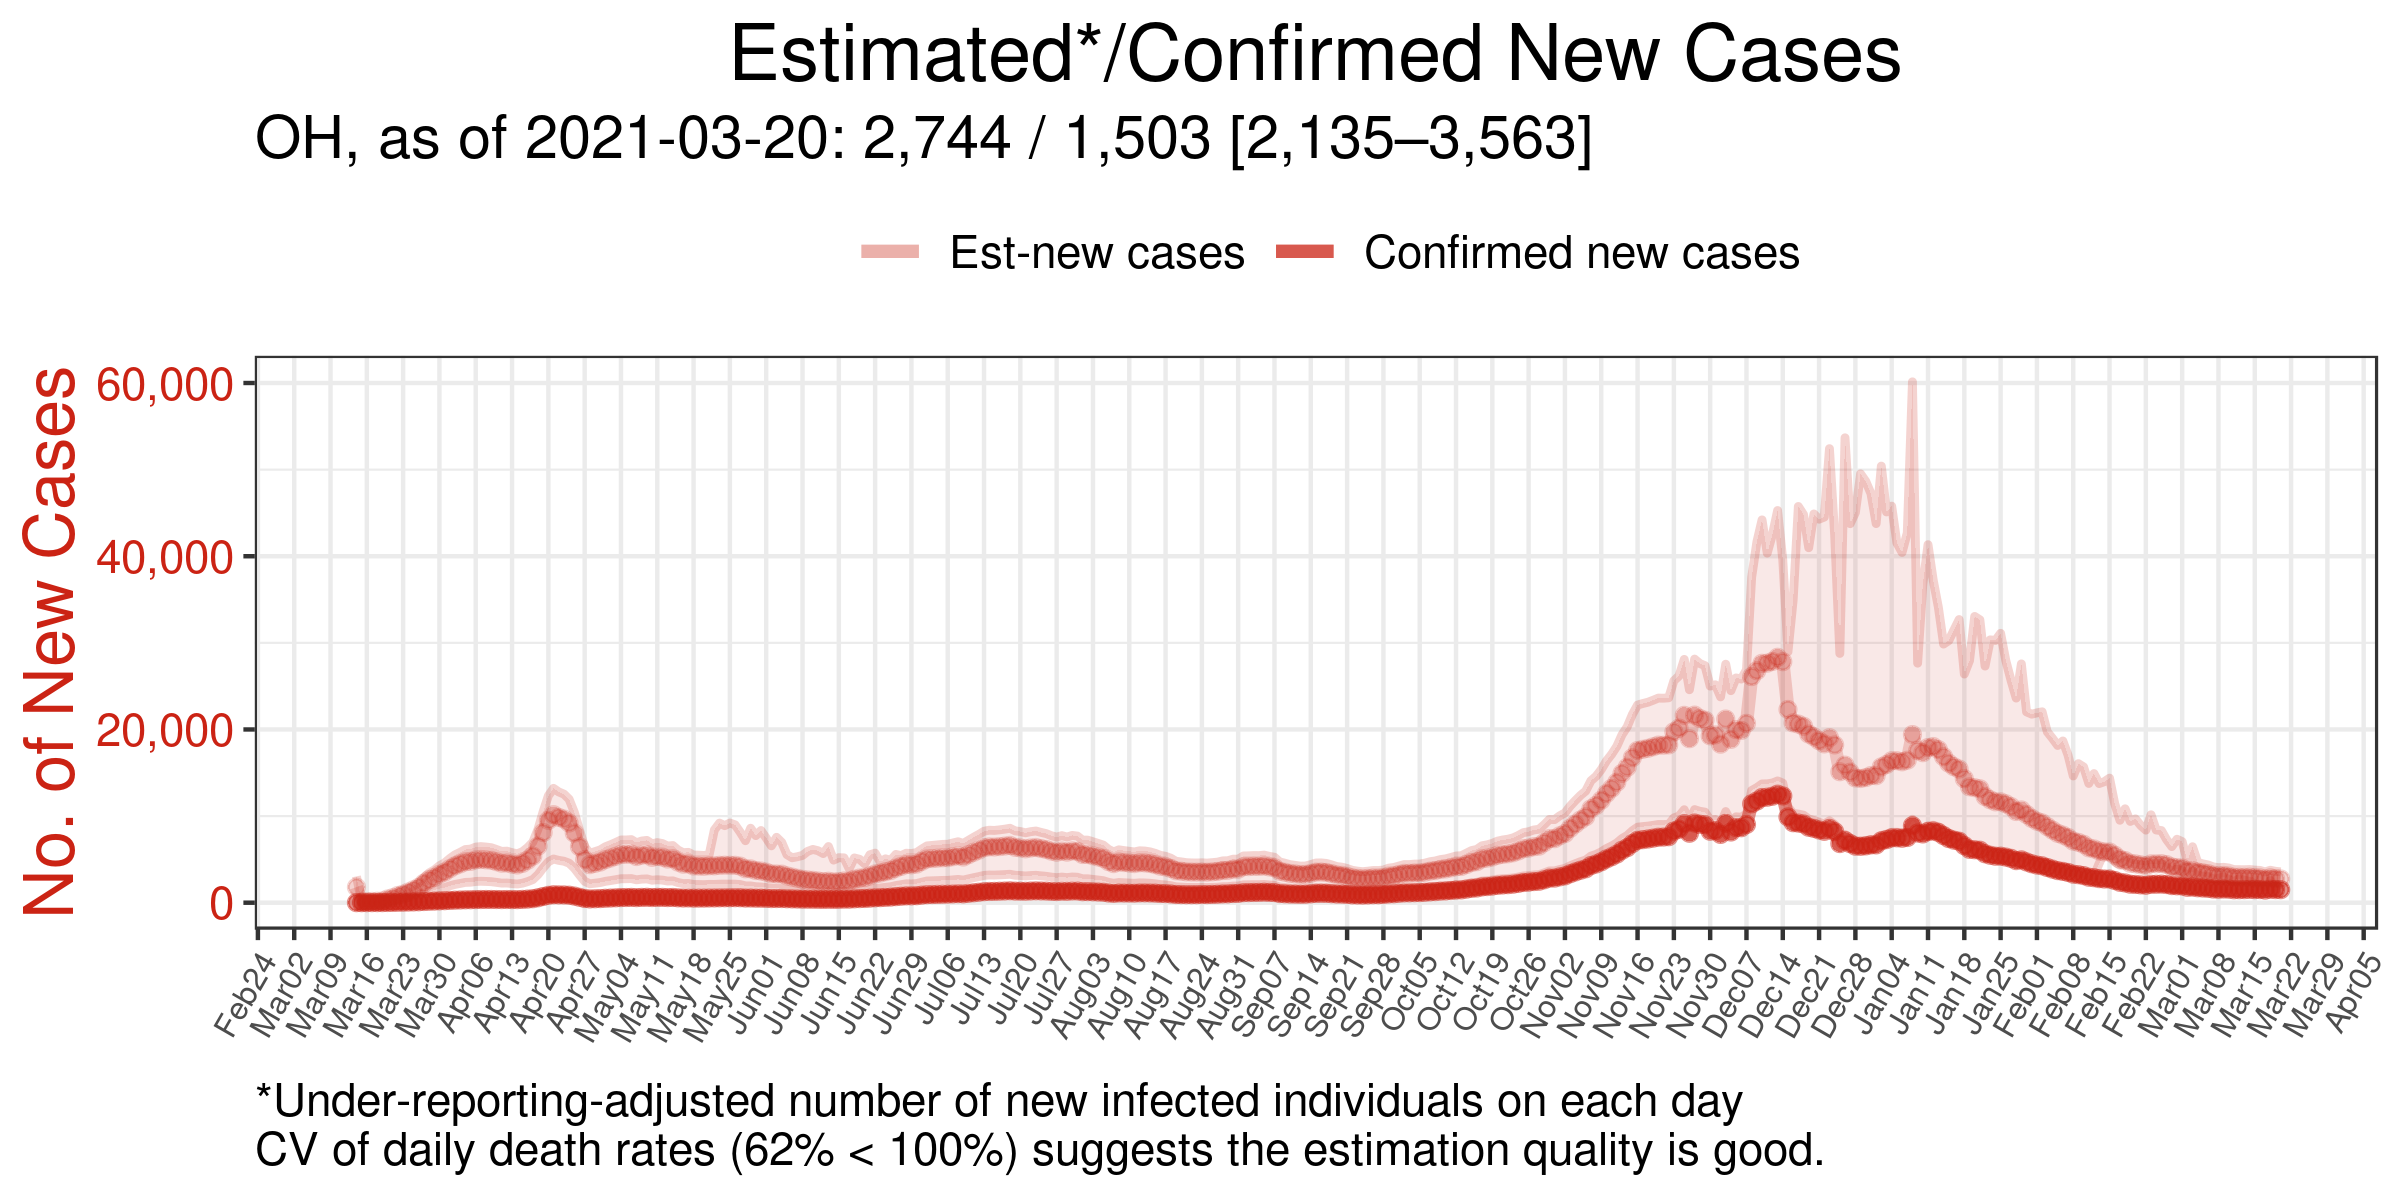 Estimated*/Confirmed New Cases
OH, as of 2021-03-20: 2,744 / 1,503 [2,135–3,563]
Est-new cases Confirmed new cases
No. of New Cases
60,000
40,000
20,000
0
Feb24 Mar02 Mar09 Mar16 Mar23 Mar30 Apr06 Apr13 Apr20 Apr27 May04 May11 May18 May25 Jun01 Jun08 Jun15 Jun22 Jun29 Jul06 Jul13 Jul20 Jul27 Aug03 Aug10 Aug17 Aug24 Aug31 Sep07 Sep14 Sep21 Sep28 Oct05 Oct12 Oct19 Oct26 Nov02 Nov09 Nov16 Nov23 Nov30 Dec07 Dec14 Dec21 Dec28 Jan04 Jan11 Jan18 Jan25 Feb01 Feb08 Feb15 Feb22 Mar01 Mar08 Mar15 Mar22 Mar29 Apr05
*Under-reporting-adjusted number of new infected individuals on each day
CV of daily death rates (62% < 100%) suggests the estimation quality is good.